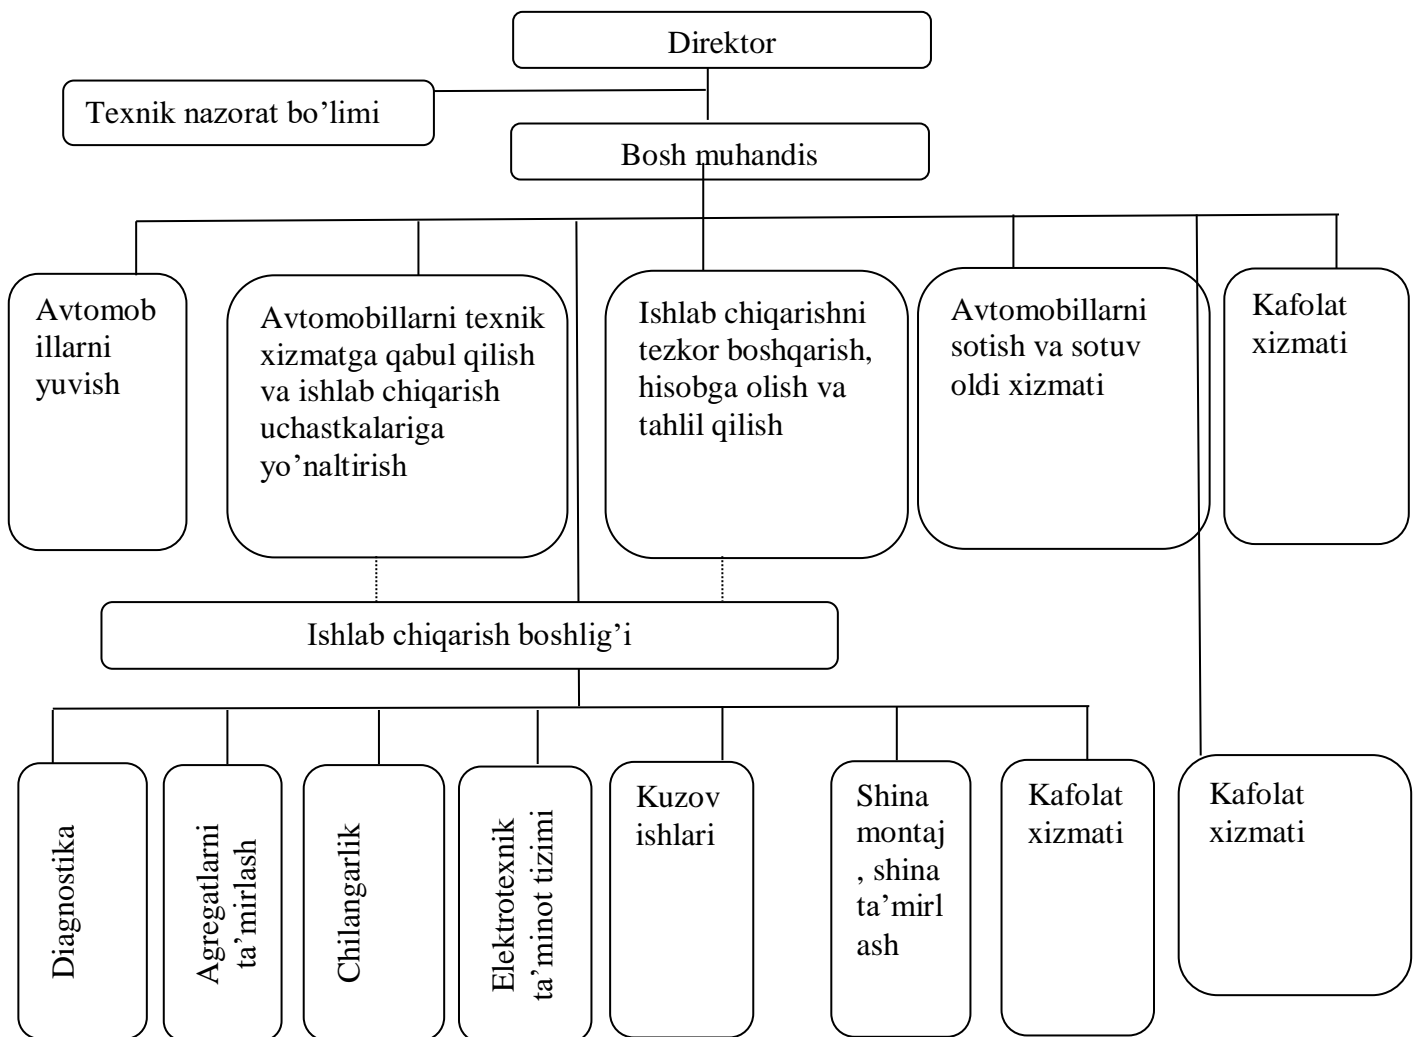 Direktor
Texnik nazorat bo’limi
Bosh muhandis
Avtomob
illarni
yuvish
Avtomobillarni texnik
xizmatga qabul qilish
va ishlab chiqarish
uchastkalariga
yo’naltirish
Ishlab chiqarishni
tezkor boshqarish,
hisobga olish va
tahlil qilish
Avtomobillarni
sotish va sotuv
oldi xizmati
Kafolat
xizmati
Ishlab chiqarish boshlig’i
Diagnostika
Agregatlarni
ta’mirlash
Chilangarlik
Elektrotexnik
ta’minot tizimi
Kuzov
ishlari
Shina
montaj
, shina
ta’mirl
ash
Kafolat
xizmati
Kafolat
xizmati